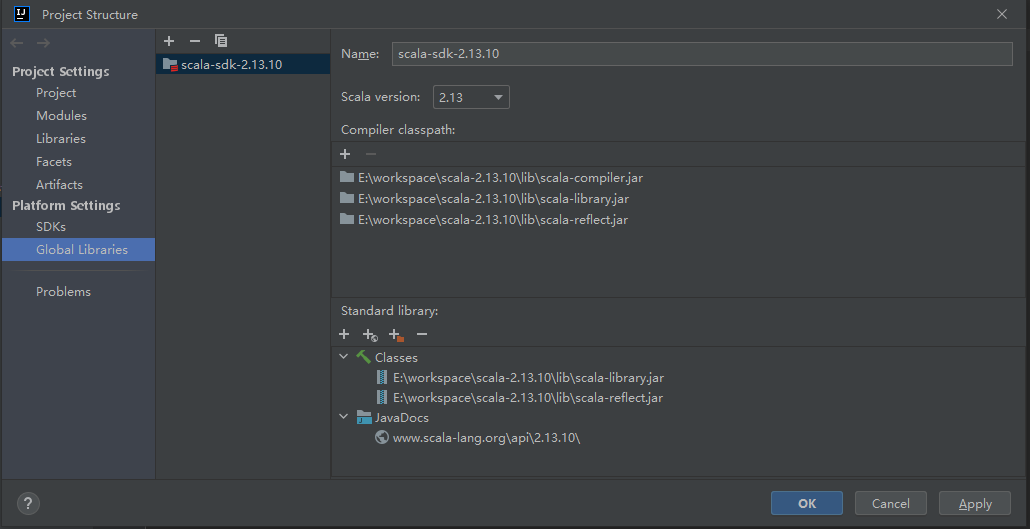 IJ Project Structure
Project Settings
Project
Modules
Libraries
Facets
Artifacts
Platform Settings
SDKs
Global Libraries
Problems
scala-sdk-2.13.10
Name: scala-sdk-2.13.10
Scala version: 2.13
Compiler classpath:
E:\workspace\scala-2.13.10\lib\scala-compiler.jar
E:\workspace\scala-2.13.10\lib\scala-library.jar
E:\workspace\scala-2.13.10\lib\scala-reflect.jar
Standard library:
Classes
E:\workspace\scala-2.13.10\lib\scala-library.jar
E:\workspace\scala-2.13.10\lib\scala-reflect.jar
JavaDocs
www.scala-lang.org\api\2.13.10\
? OK Cancel Apply